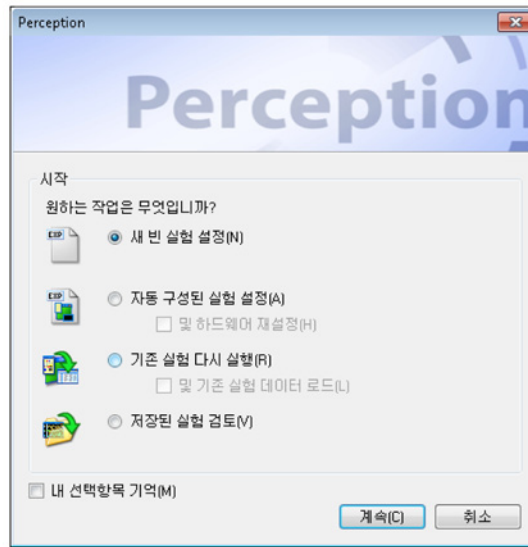 Perception
Perception
시작
원하는 작업은 무엇입니까?
EXP
새 빈 실험 설정(N)
EXP
자동 구성된 실험 설정(A)
및 하드웨어 재설정(H)
기존 실험 다시 실행(R)
및 기존 실험 데이터 로드(L)
저장된 실험 검토(V)
내 선택항목 기억(M)
계속(C) 취소